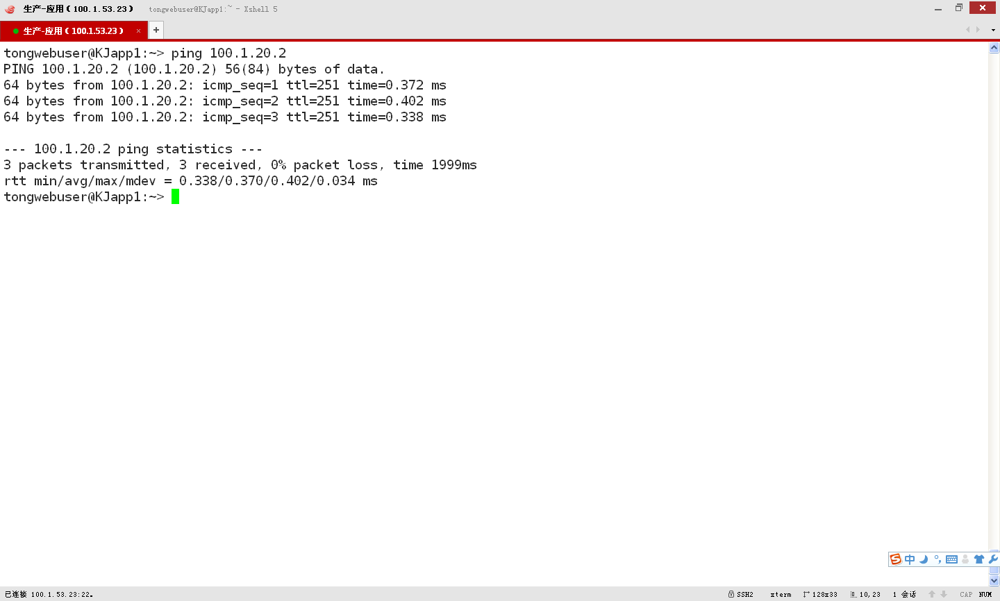 生产-应用（100.1.53.23） tongwebuser@KJapp1:~ - Xshell 5
生产-应用（100.1.53.23） × +
tongwebuser@KJapp1:~> ping 100.1.20.2
PING 100.1.20.2 (100.1.20.2) 56(84) bytes of data.
64 bytes from 100.1.20.2: icmp_seq=1 ttl=251 time=0.372 ms
64 bytes from 100.1.20.2: icmp_seq=2 ttl=251 time=0.402 ms
64 bytes from 100.1.20.2: icmp_seq=3 ttl=251 time=0.338 ms
--- 100.1.20.2 ping statistics ---
3 packets transmitted, 3 received, 0% packet loss, time 1999ms
rtt min/avg/max/mdev = 0.338/0.370/0.402/0.034 ms
tongwebuser@KJapp1:~>
S 中 °,
已连接 100.1.53.23:22。 SSH2 xterm 128x33 10,23 1 会话 CAP NUM